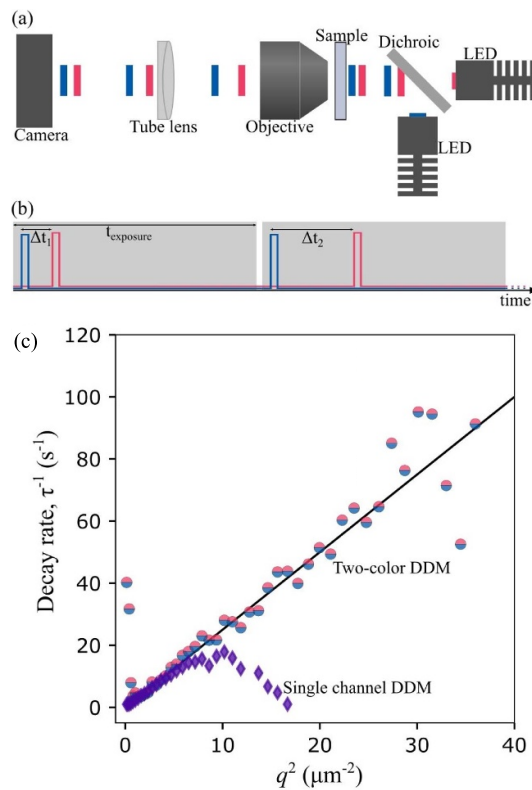 (a)
Sample
Dichroic
LED
Camera
Tube lens
Objective
LED
(b)
Δt₁
t_exposure
Δt₂
time
(c)
120
100
80
60
40
20
0
Decay rate, τ⁻¹ (s⁻¹)
Two-color DDM
Single channel DDM
0
10
20
30
40
q² (μm⁻²)